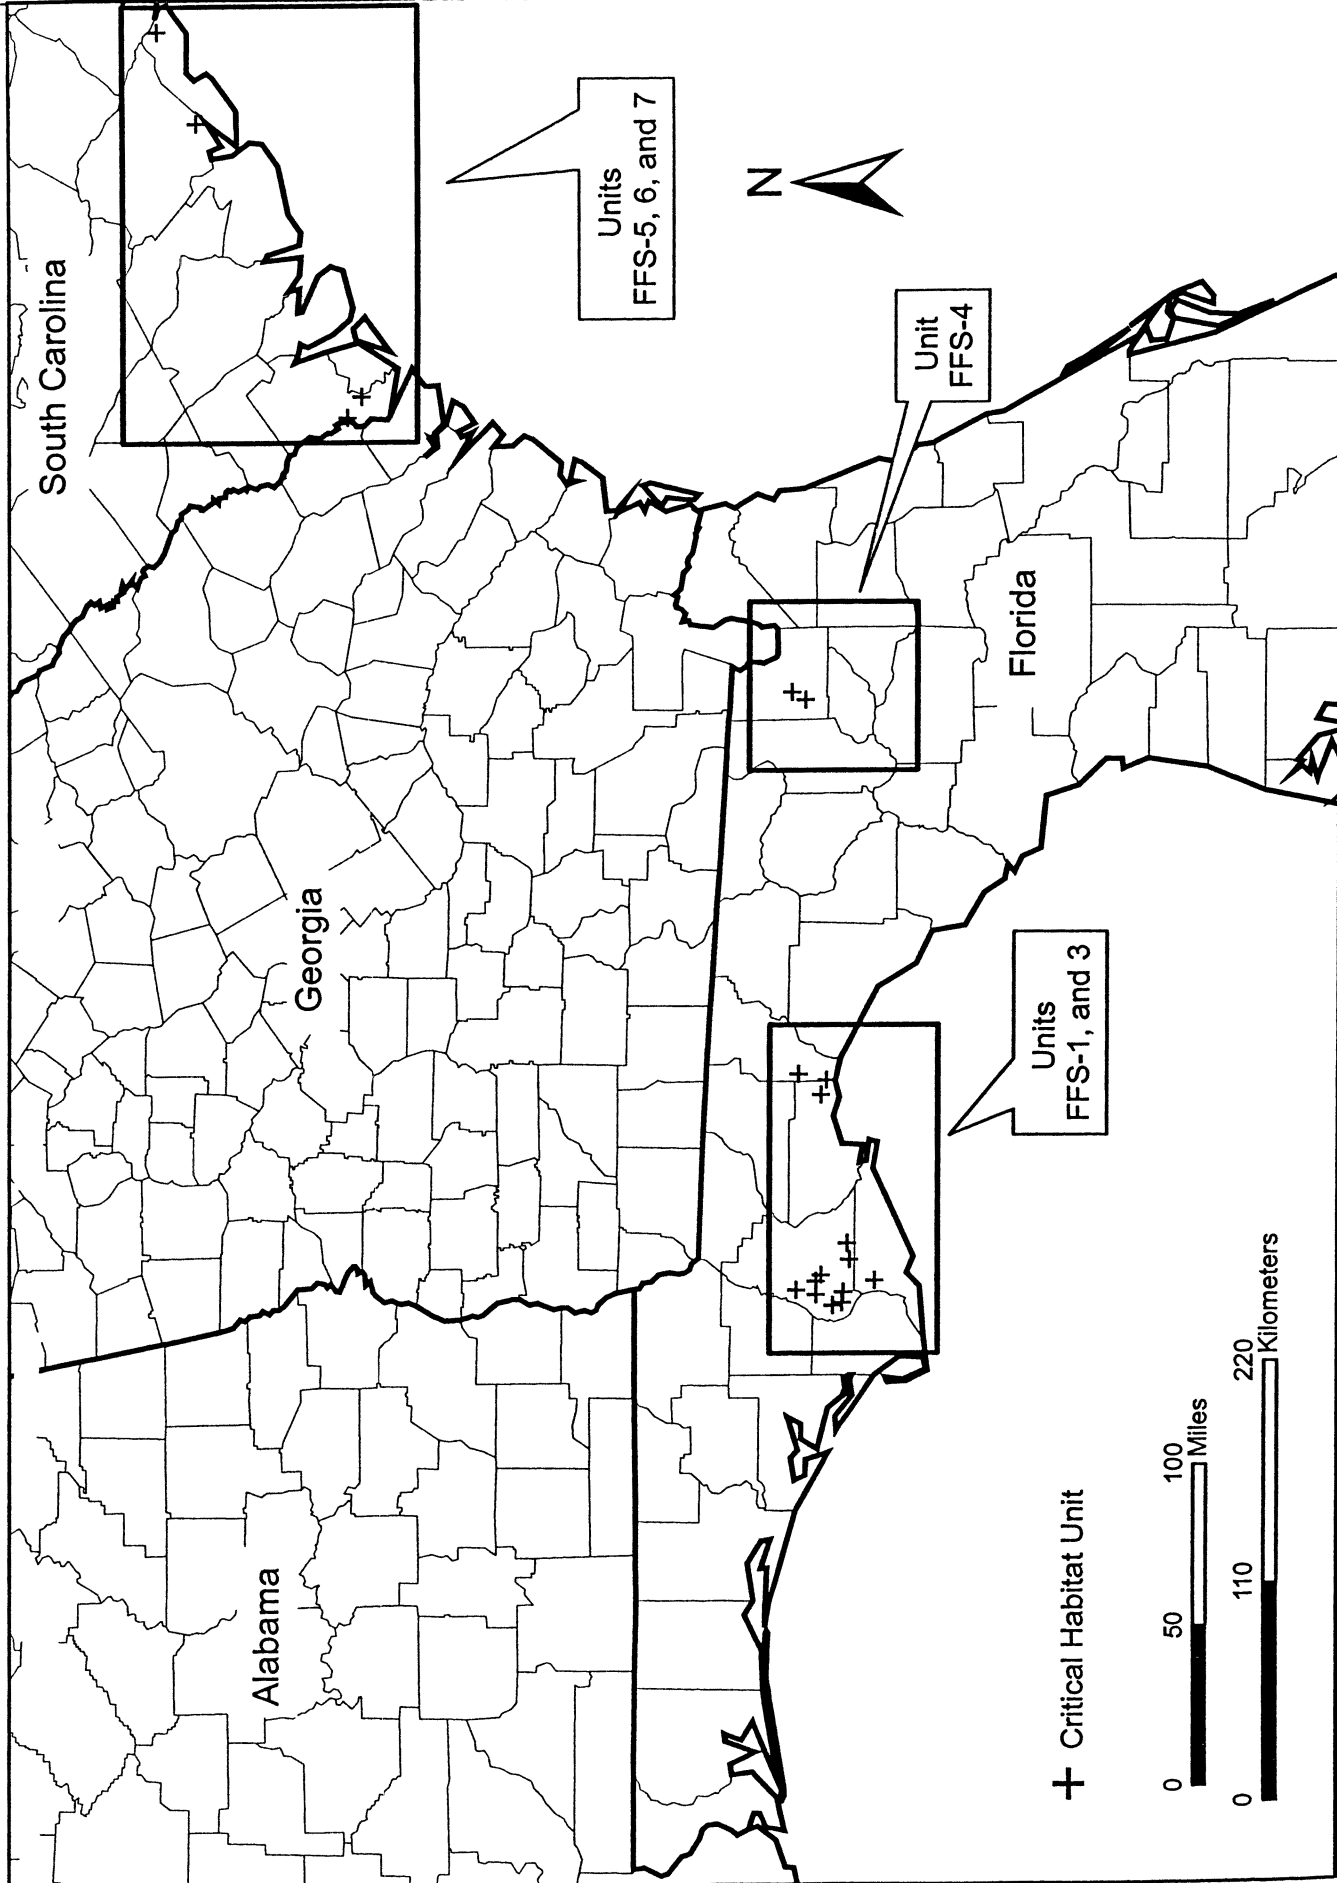 South Carolina
Units
FFS-5, 6, and 7
N
Georgia
Alabama
Unit
FFS-4
Florida
Units
FFS-1, and 3
+ Critical Habitat Unit
0 50 100
Miles
0 110 220
Kilometers